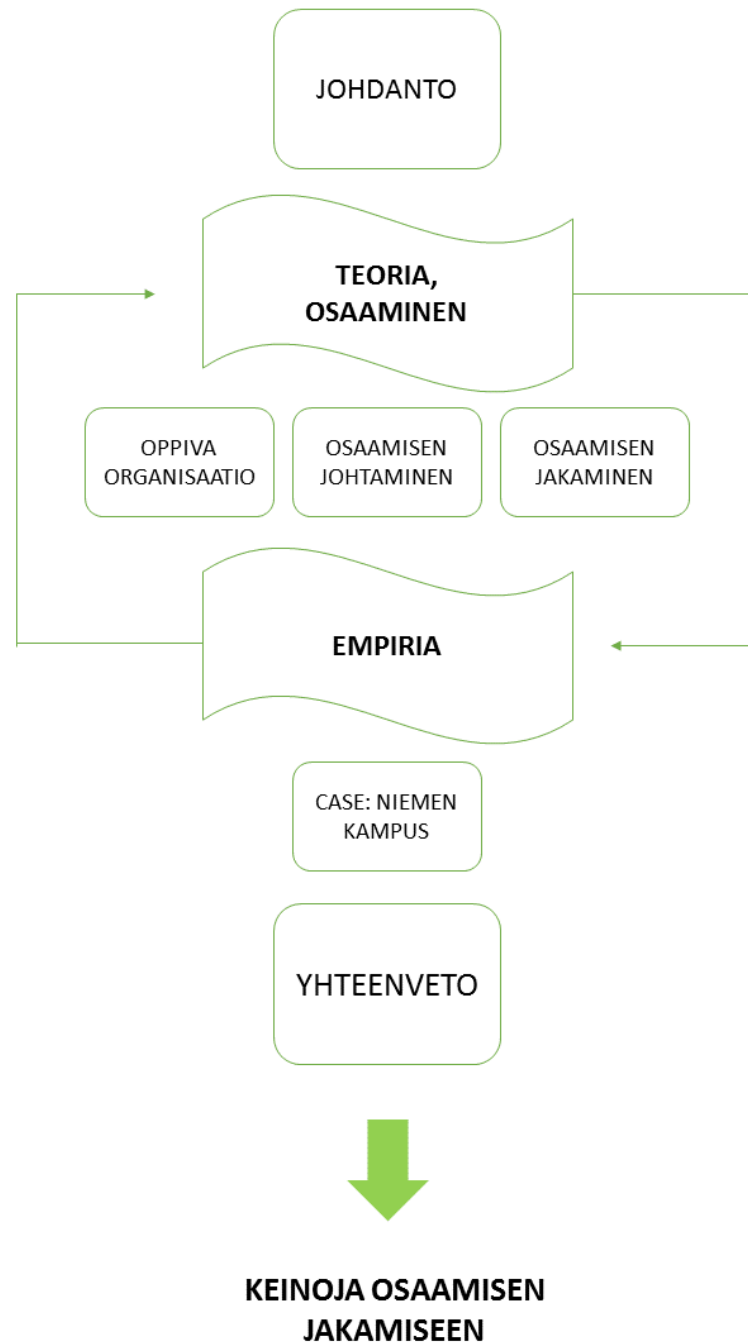 JOHDANTO
TEORIA,
OSAAMINEN
OPPIVA
ORGANISAATIO
OSAAMISEN
JOHTAMINEN
OSAAMISEN
JAKAMINEN
EMPIRIA
CASE: NIEMEN
KAMPUS
YHTEENVETO
KEINOJA OSAAMISEN
JAKAMISEEN